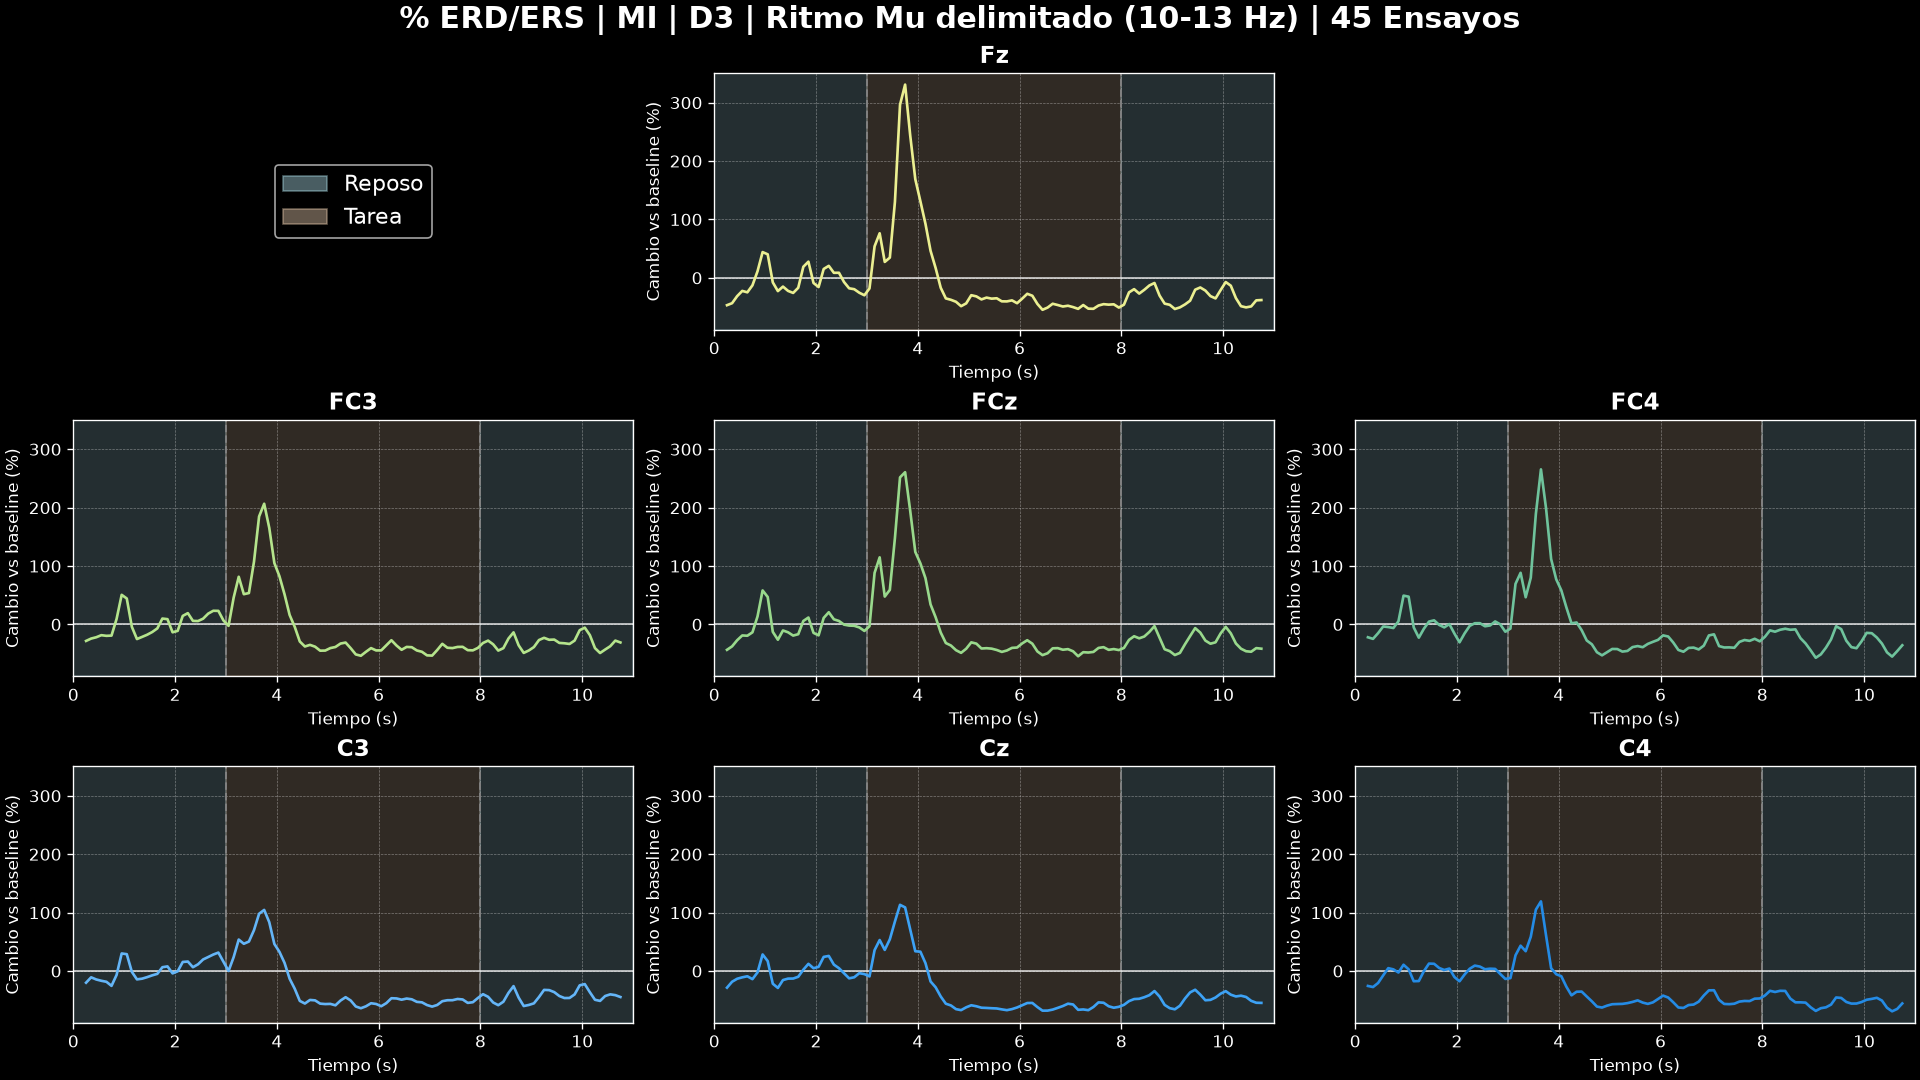 % ERD/ERS | MI | D3 | Ritmo Mu delimitado (10-13 Hz) | 45 Ensayos
Reposo
Tarea
Fz
Cambio vs baseline (%)
300
200
100
0
0 2 4 6 8 10
Tiempo (s)
FC3
Cambio vs baseline (%)
300
200
100
0
0 2 4 6 8 10
Tiempo (s)
FCz
Cambio vs baseline (%)
300
200
100
0
0 2 4 6 8 10
Tiempo (s)
FC4
Cambio vs baseline (%)
300
200
100
0
0 2 4 6 8 10
Tiempo (s)
C3
Cambio vs baseline (%)
300
200
100
0
0 2 4 6 8 10
Tiempo (s)
Cz
Cambio vs baseline (%)
300
200
100
0
0 2 4 6 8 10
Tiempo (s)
C4
Cambio vs baseline (%)
300
200
100
0
0 2 4 6 8 10
Tiempo (s)